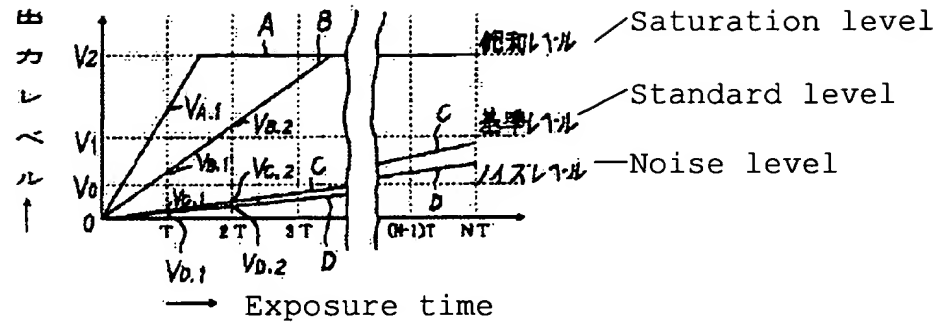 出力レベル→
V2
V1
V0
0
A
B
飽和レベル
Saturation level
VA.1
VB.2
C
基準レベル
Standard level
VB.1
VC.2
C
ノイズレベル
Noise level
VC.1
D
T
2T
3T
(N-1)T
NT
VD.1
VD.2
D
→ Exposure time